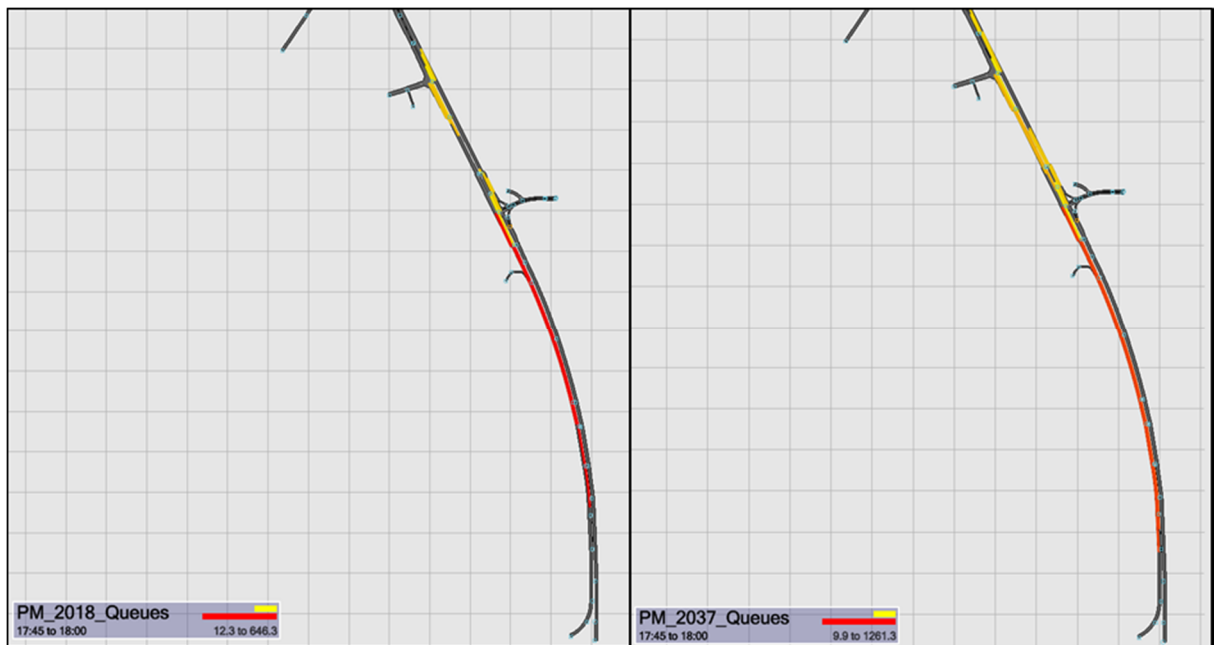 PM_2018_Queues
17:45 to 18:00
12.3 to 646.3
PM_2037_Queues
17:45 to 18:00
9.9 to 1261.3